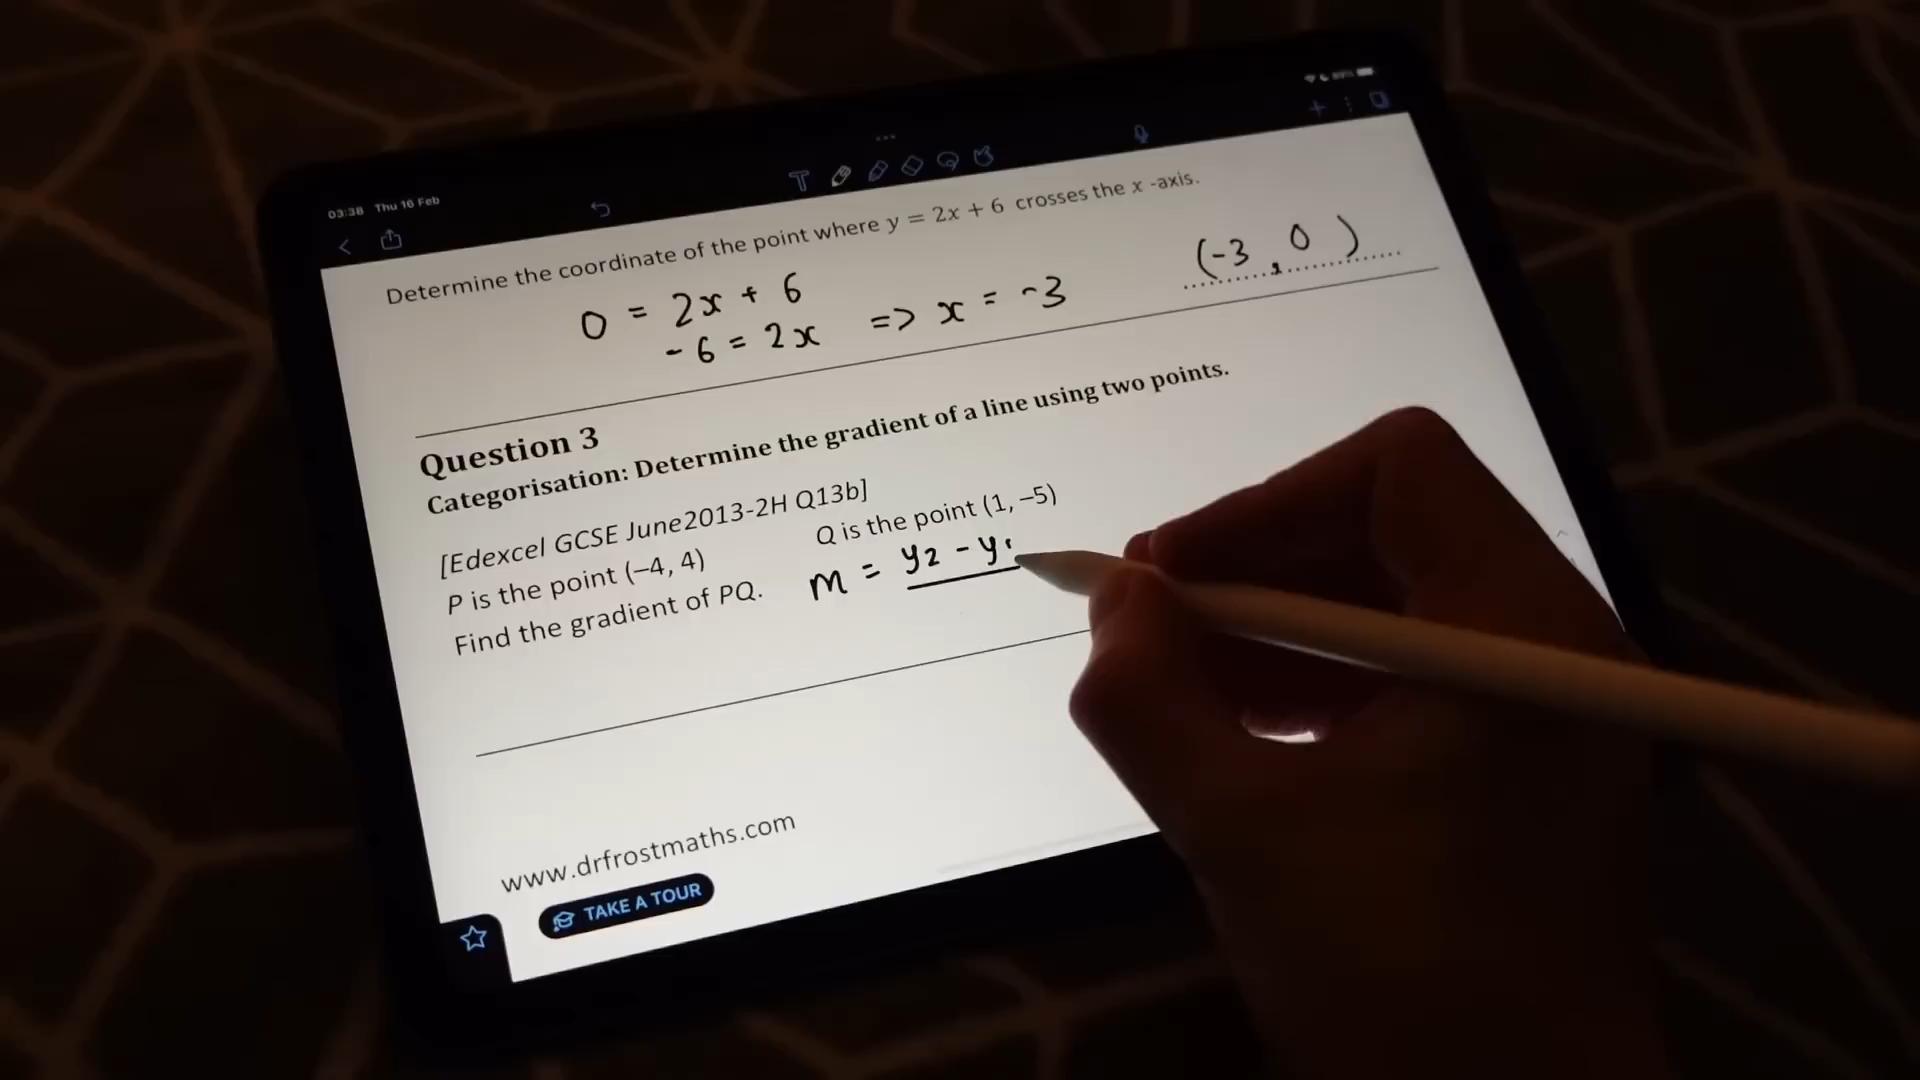 03:38 Thu 16 Feb
Determine the coordinate of the point where y = 2x + 6 crosses the x -axis.
0 = 2x + 6
-6 = 2x => x = -3
(-3 , 0 )
Question 3
Categorisation: Determine the gradient of a line using two points.
[Edexcel GCSE June2013-2H Q13b]
P is the point (–4, 4) Q is the point (1, –5)
Find the gradient of PQ.
m = y2 - y1
www.drfrostmaths.com
TAKE A TOUR